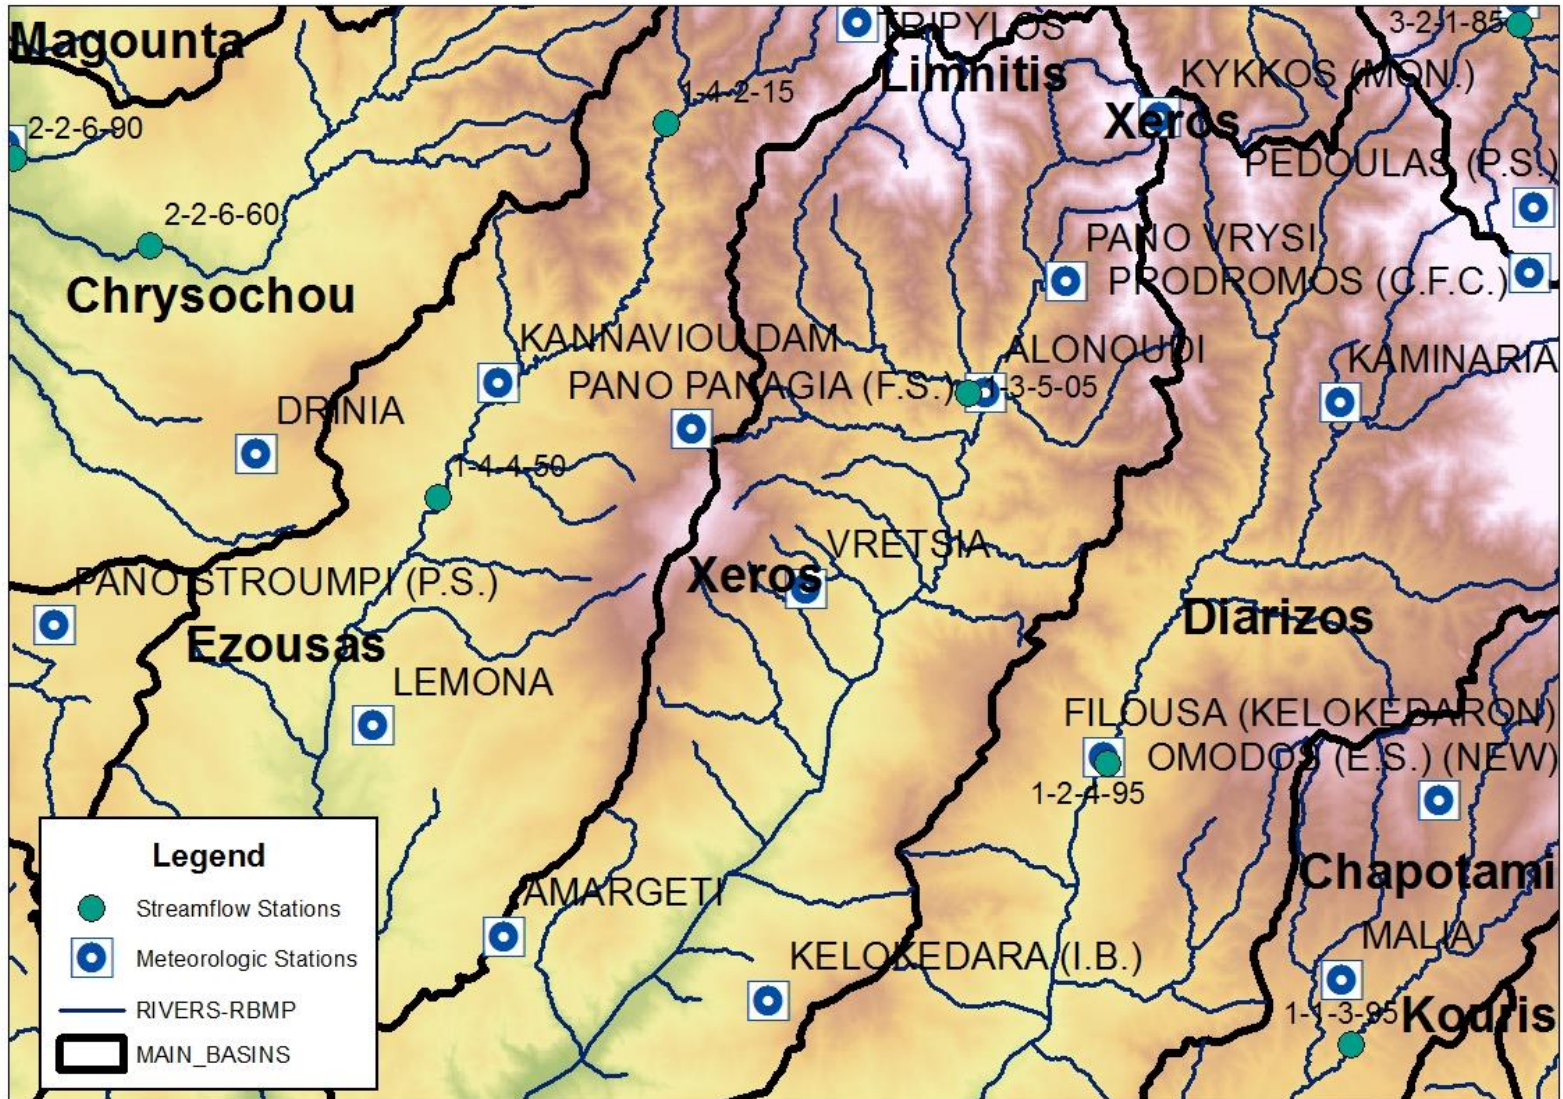 Magounta
TRIPYLOS
3-2-1-85
Limnitis
KYKKOS (MON.)
1-4-2-15
Xeros
2-2-6-90
PEDOULAS (P.S.)
2-2-6-60
PANO VRYSI
Chrysochou
PRODROMOS (C.F.C.)
KANNAVIOU DAM
ALONOUDI
KAMINARIA
PANO PANAGIA (F.S.)
1-3-5-05
DRINIA
1-4-4-50
VRETSIA
PANO STROUMPI (P.S.)
Xeros
Diarizos
Ezousas
LEMONA
FILOUSA (KELOKEDARON)
OMODOS (E.S.) (NEW)
1-2-4-95
Chapotami
AMARGETI
MALIA
KELOKEDARA (I.B.)
1-1-3-95
Kouris
Legend
Streamflow Stations
Meteorologic Stations
RIVERS-RBMP
MAIN_BASINS